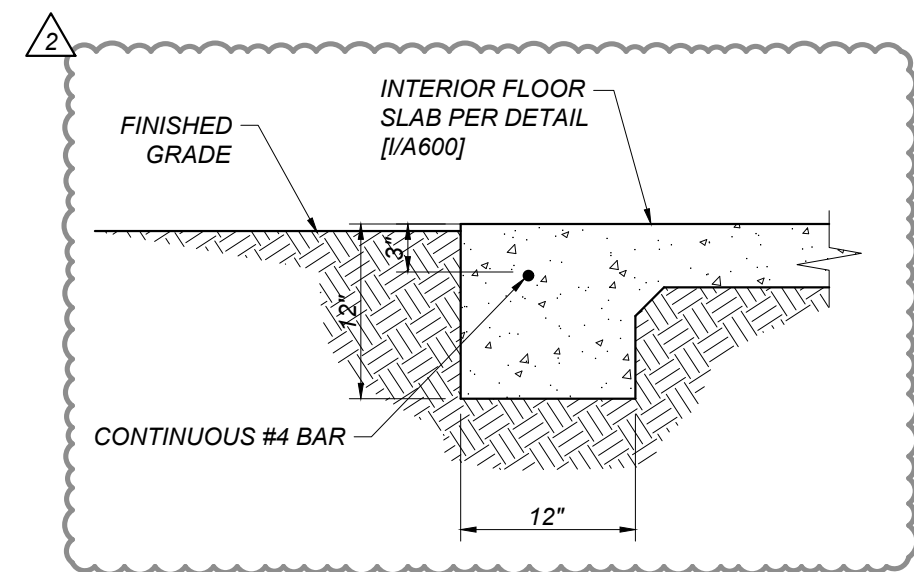 2
INTERIOR FLOOR
SLAB PER DETAIL
[I/A600]
FINISHED
GRADE
3"
12"
CONTINUOUS #4 BAR
12"